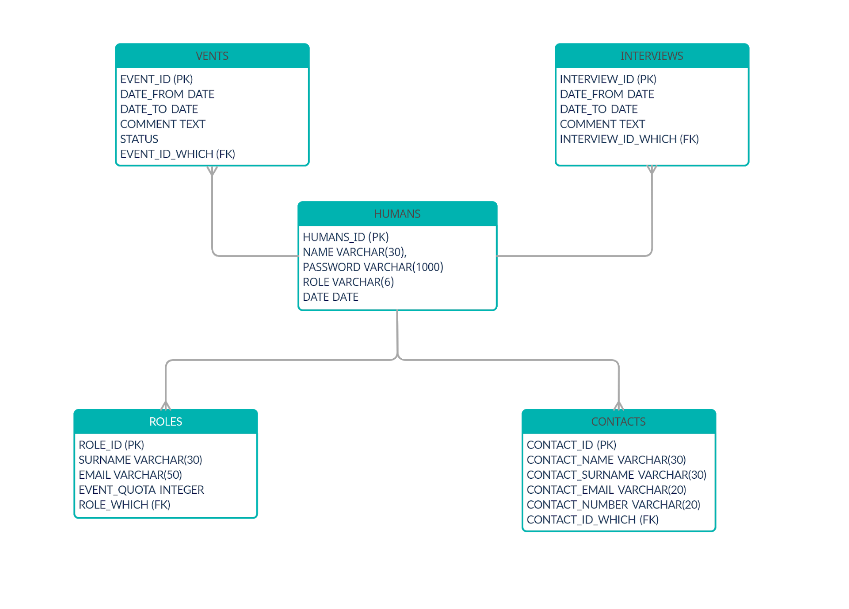 VENTS
EVENT_ID (PK)
DATE_FROM DATE
DATE_TO DATE
COMMENT TEXT
STATUS
EVENT_ID_WHICH (FK)
INTERVIEWS
INTERVIEW_ID (PK)
DATE_FROM DATE
DATE_TO DATE
COMMENT TEXT
INTERVIEW_ID_WHICH (FK)
HUMANS
HUMANS_ID (PK)
NAME VARCHAR(30),
PASSWORD VARCHAR(1000)
ROLE VARCHAR(6)
DATE DATE
ROLES
ROLE_ID (PK)
SURNAME VARCHAR(30)
EMAIL VARCHAR(50)
EVENT_QUOTA INTEGER
ROLE_WHICH (FK)
CONTACTS
CONTACT_ID (PK)
CONTACT_NAME VARCHAR(30)
CONTACT_SURNAME VARCHAR(30)
CONTACT_EMAIL VARCHAR(20)
CONTACT_NUMBER VARCHAR(20)
CONTACT_ID_WHICH (FK)